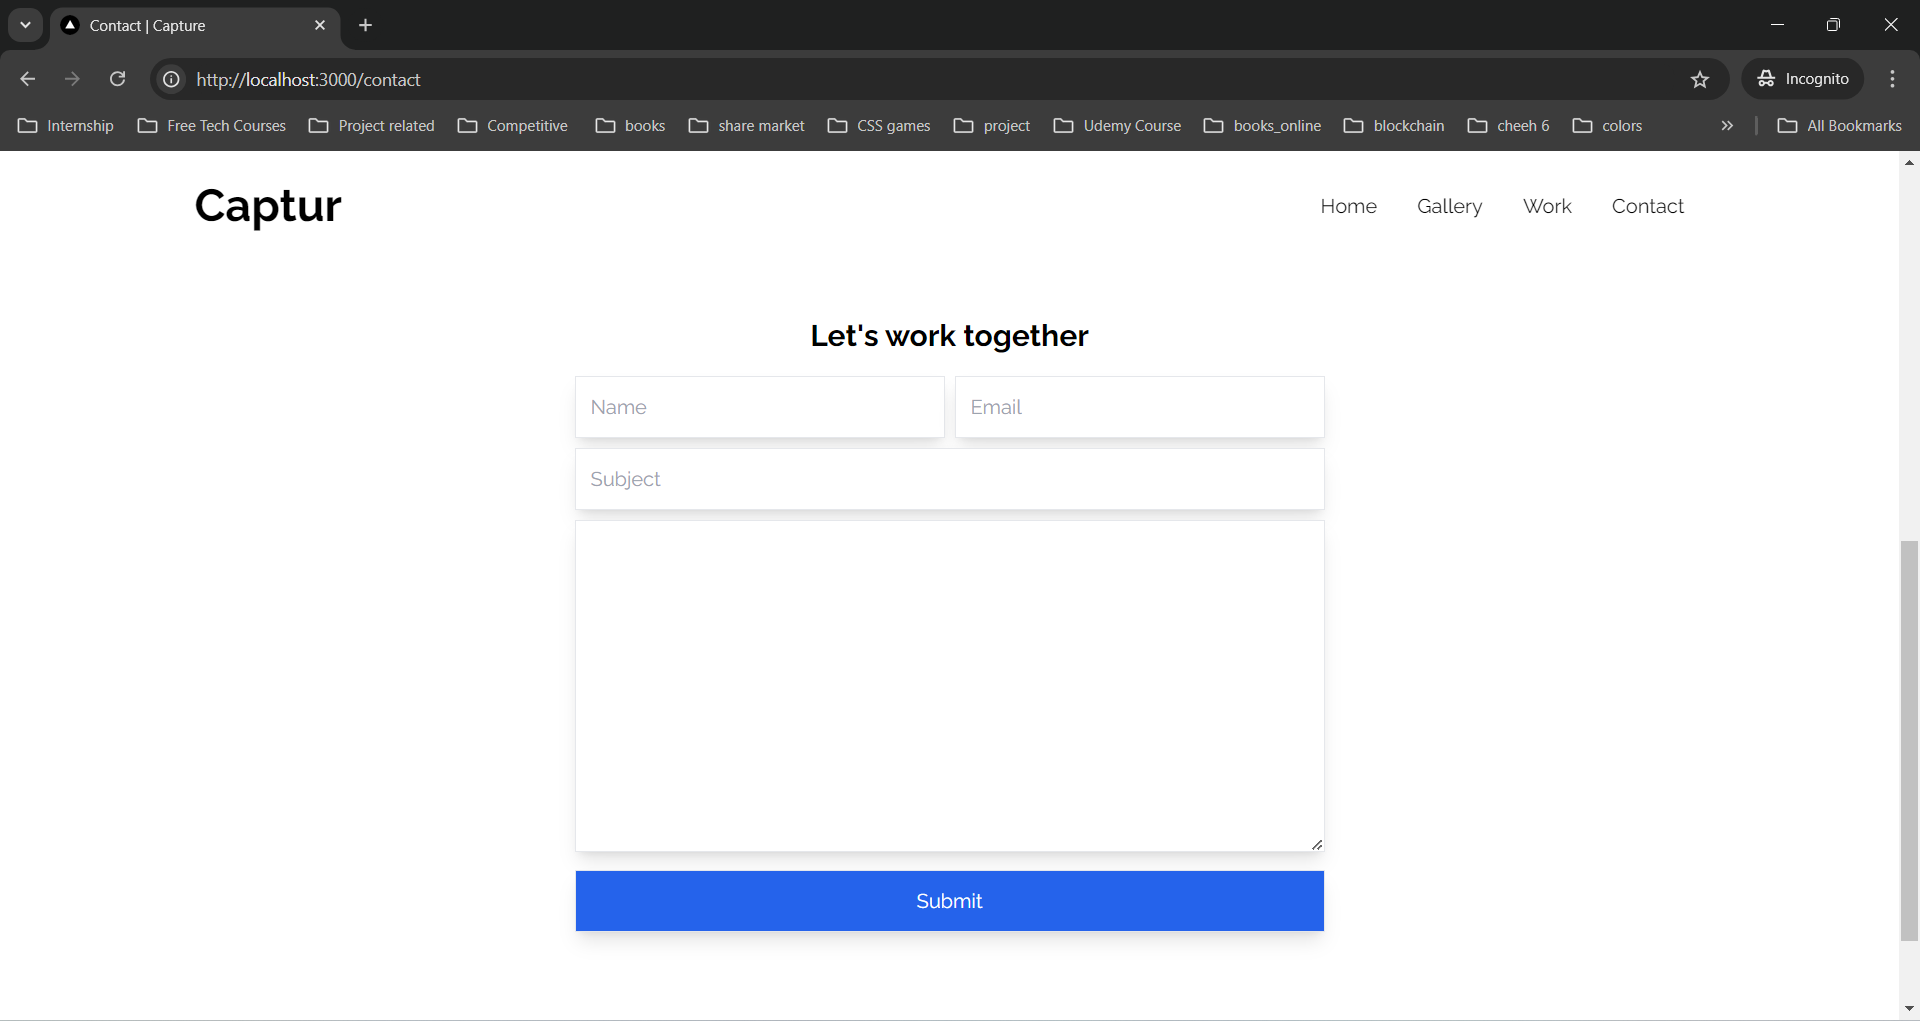 Contact | Capture
http://localhost:3000/contact
Incognito
Internship Free Tech Courses Project related Competitive books share market CSS games project Udemy Course books_online blockchain cheeh 6 colors All Bookmarks
Captur
Home Gallery Work Contact
Let's work together
Name Email
Subject
Submit